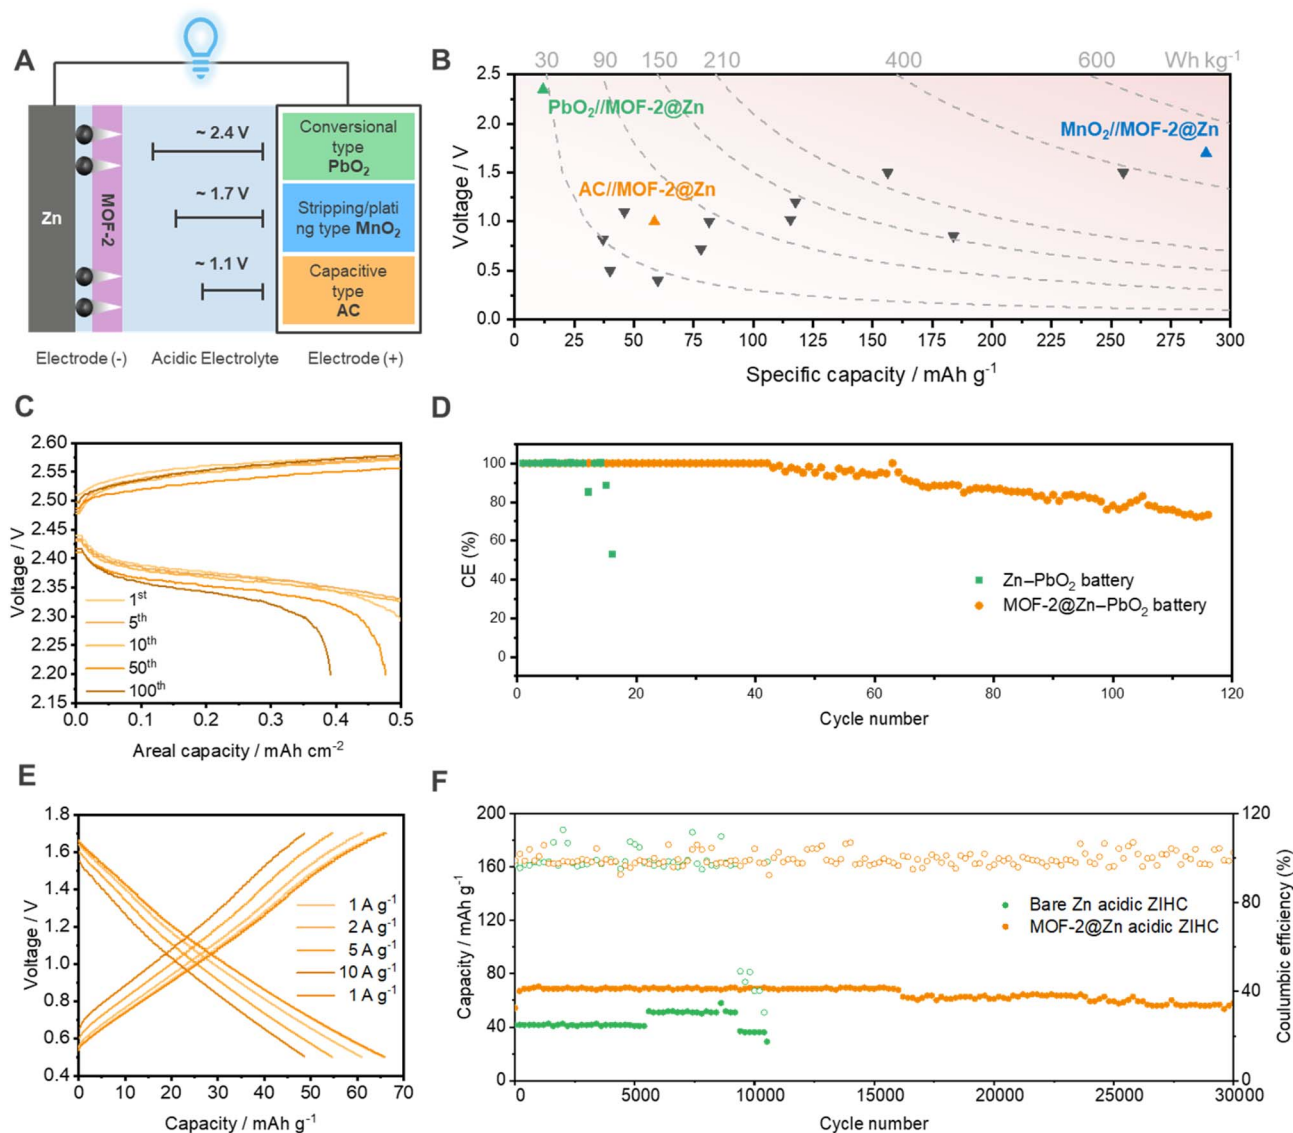 A
~ 2.4 V
~ 1.7 V
~ 1.1 V
Zn
MOF-2
Conversional
type
PbO₂
Stripping/plati
ng type MnO₂
Capacitive
type
AC
Electrode (-)
Acidic Electrolyte
Electrode (+)
B
30 90 150 210 400 600 Wh kg⁻¹
2.5
2.0
1.5
1.0
0.5
0.0
Voltage / V
PbO₂//MOF-2@Zn
MnO₂//MOF-2@Zn
AC//MOF-2@Zn
0 25 50 75 100 125 150 175 200 225 250 275 300
Specific capacity / mAh g⁻¹
C
2.60
2.55
2.50
2.45
2.40
2.35
2.30
2.25
2.20
2.15
Voltage / V
1ˢᵗ
5ᵗʰ
10ᵗʰ
50ᵗʰ
100ᵗʰ
0.0 0.1 0.2 0.3 0.4 0.5
Areal capacity / mAh cm⁻²
D
100
80
60
40
20
0
CE (%)
Zn–PbO₂ battery
MOF-2@Zn–PbO₂ battery
0 20 40 60 80 100 120
Cycle number
E
1.8
1.6
1.4
1.2
1.0
0.8
0.6
0.4
Voltage / V
1 A g⁻¹
2 A g⁻¹
5 A g⁻¹
10 A g⁻¹
1 A g⁻¹
0 10 20 30 40 50 60 70
Capacity / mAh g⁻¹
F
200
160
120
80
40
0
Capacity / mAh g⁻¹
Bare Zn acidic ZIHC
MOF-2@Zn acidic ZIHC
120
80
40
0
Coulumbic efficiency (%)
0 5000 10000 15000 20000 25000 30000
Cycle number